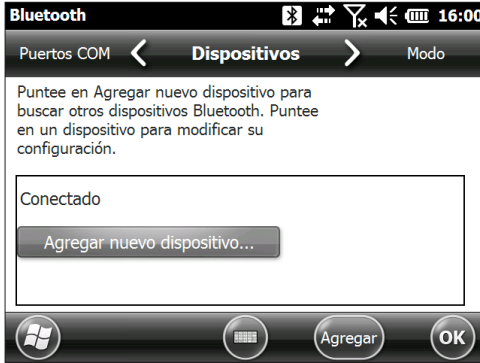 Bluetooth 16:00
Puertos COM Dispositivos Modo
Puntee en Agregar nuevo dispositivo para
buscar otros dispositivos Bluetooth. Puntee
en un dispositivo para modificar su
configuración.
Conectado
Agregar nuevo dispositivo...
Agregar OK